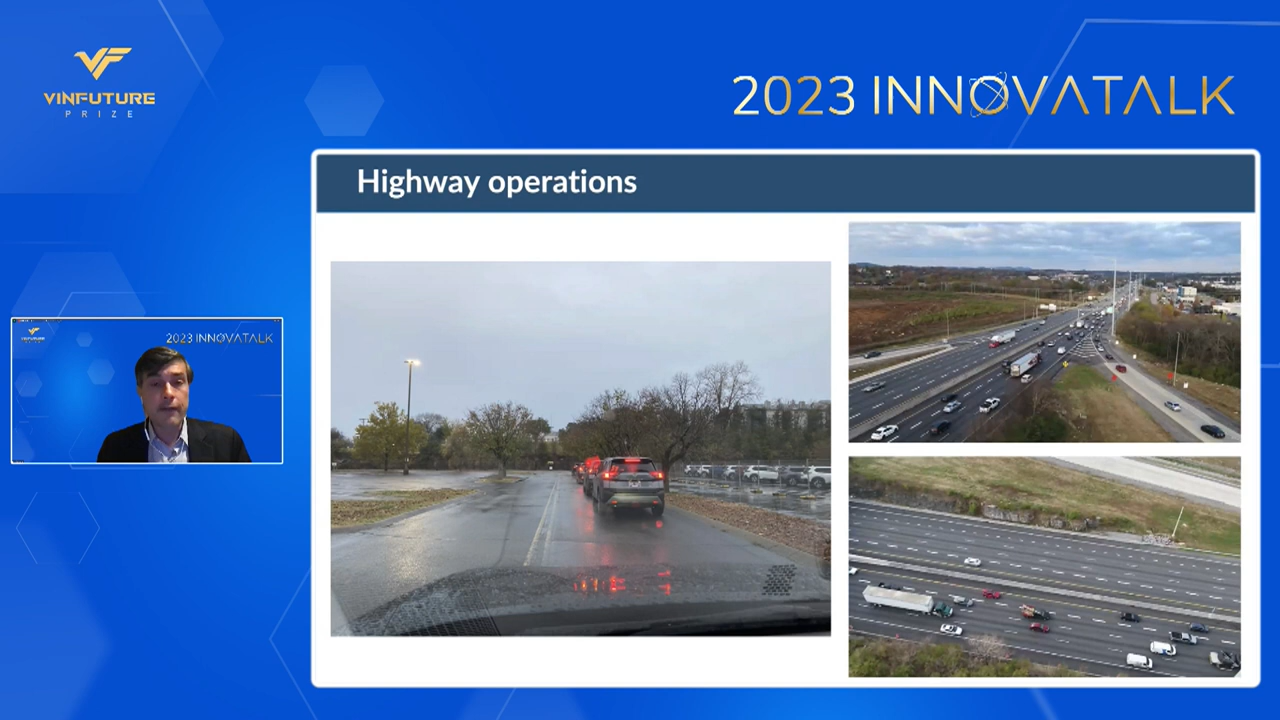 VINFUTURE
PRIZE
2023 INNOVATALK
Highway operations
2023 INNOVATALK